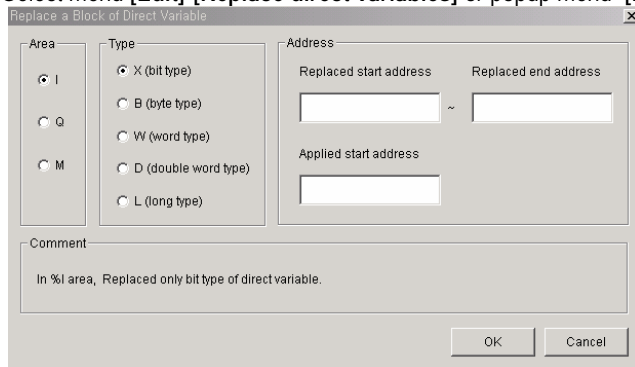 Select menu [Edit]-[Replace direct variables] or popup menu
Replace a Block of Direct Variable
Area
I
Q
M
Type
X (bit type)
B (byte type)
W (word type)
D (double word type)
L (long type)
Address
Replaced start address
Replaced end address
~
Applied start address
Comment
In %I area, Replaced only bit type of direct variable.
OK
Cancel